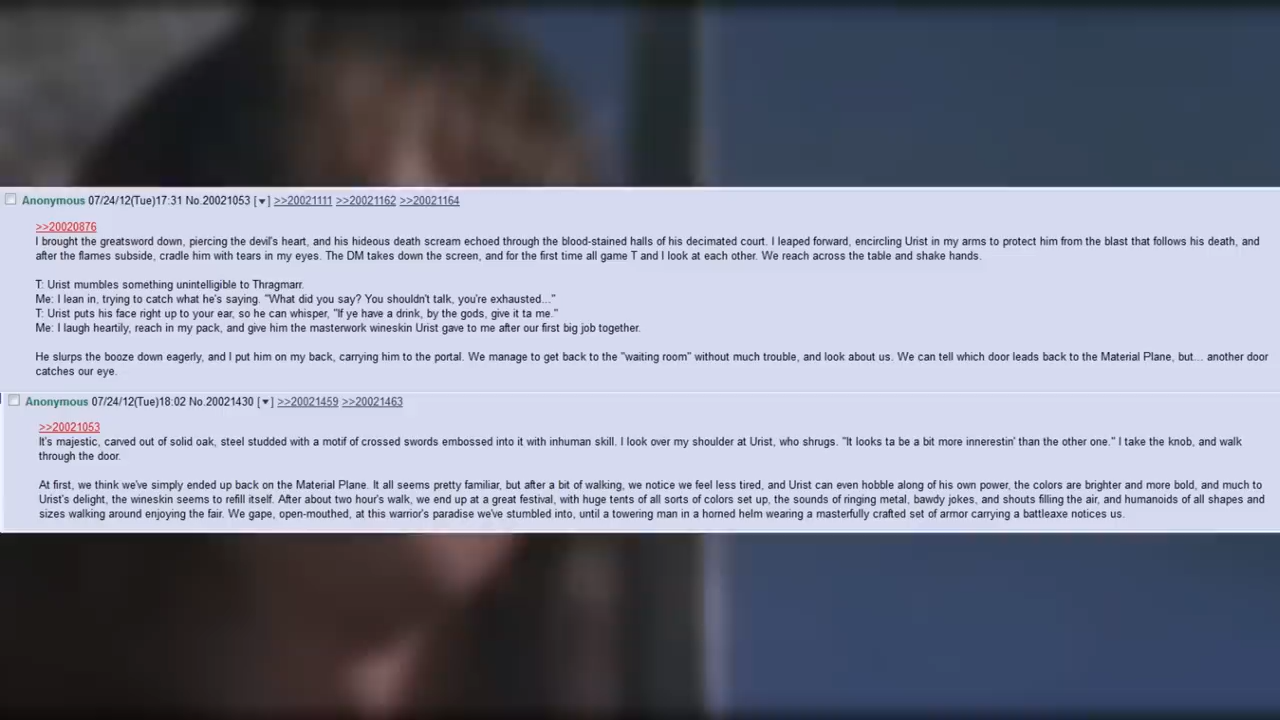 Anonymous 07/24/12(Tue)17:31 No.20021053 [▼] >>20021111 >>20021162 >>20021164
>>20020876
I brought the greatsword down, piercing the devil's heart, and his hideous death scream echoed through the blood-stained halls of his decimated court. I leaped forward, encircling Urist in my arms to protect him from the blast that follows his death, and
after the flames subside, cradle him with tears in my eyes. The DM takes down the screen, and for the first time all game T and I look at each other. We reach across the table and shake hands.
T: Urist mumbles something unintelligible to Thragmarr.
Me: I lean in, trying to catch what he's saying. "What did you say? You shouldn't talk, you're exhausted..."
T: Urist puts his face right up to your ear, so he can whisper, "If ye have a drink, by the gods, give it ta me."
Me: I laugh heartily, reach in my pack, and give him the masterwork wineskin Urist gave to me after our first big job together.
He slurps the booze down eagerly, and I put him on my back, carrying him to the portal. We manage to get back to the "waiting room" without much trouble, and look about us. We can tell which door leads back to the Material Plane, but... another door
catches our eye.
Anonymous 07/24/12(Tue)18:02 No.20021430 [▼] >>20021459 >>20021463
>>20021053
It's majestic, carved out of solid oak, steel studded with a motif of crossed swords embossed into it with inhuman skill. I look over my shoulder at Urist, who shrugs. "It looks ta be a bit more innerestin' than the other one." I take the knob, and walk
through the door.
At first, we think we've simply ended up back on the Material Plane. It all seems pretty familiar, but after a bit of walking, we notice we feel less tired, and Urist can even hobble along of his own power, the colors are brighter and more bold, and much to
Urist's delight, the wineskin seems to refill itself. After about two hour's walk, we end up at a great festival, with huge tents of all sorts of colors set up, the sounds of ringing metal, bawdy jokes, and shouts filling the air, and humanoids of all shapes and
sizes walking around enjoying the fair. We gape, open-mouthed, at this warrior's paradise we've stumbled into, until a towering man in a horned helm wearing a masterfully crafted set of armor carrying a battleaxe notices us.